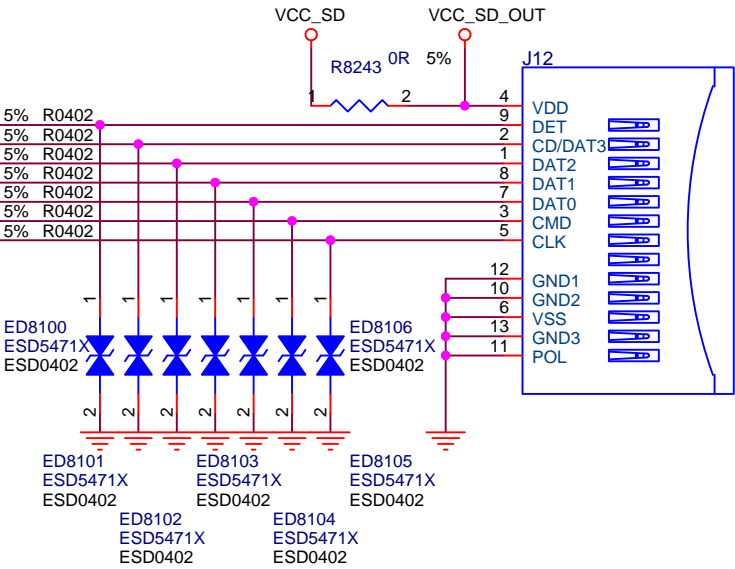 VCC_SD VCC_SD_OUT
R8243 0R 5% J12
1 2 4 VDD
5% R0402 9 DET
5% R0402 2 CD/DAT3
5% R0402 1 DAT2
5% R0402 8 DAT1
5% R0402 7 DAT0
5% R0402 3 CMD
5% R0402 5 CLK
12 GND1
10 GND2
6 VSS
13 GND3
11 POL
1 1 1 1 1 1 1
ED8100
ESD5471X
ESD0402
ED8106
ESD5471X
ESD0402
2 2 2 2 2 2 2
ED8101
ESD5471X
ESD0402
ED8103
ESD5471X
ESD0402
ED8105
ESD5471X
ESD0402
ED8102
ESD5471X
ESD0402
ED8104
ESD5471X
ESD0402